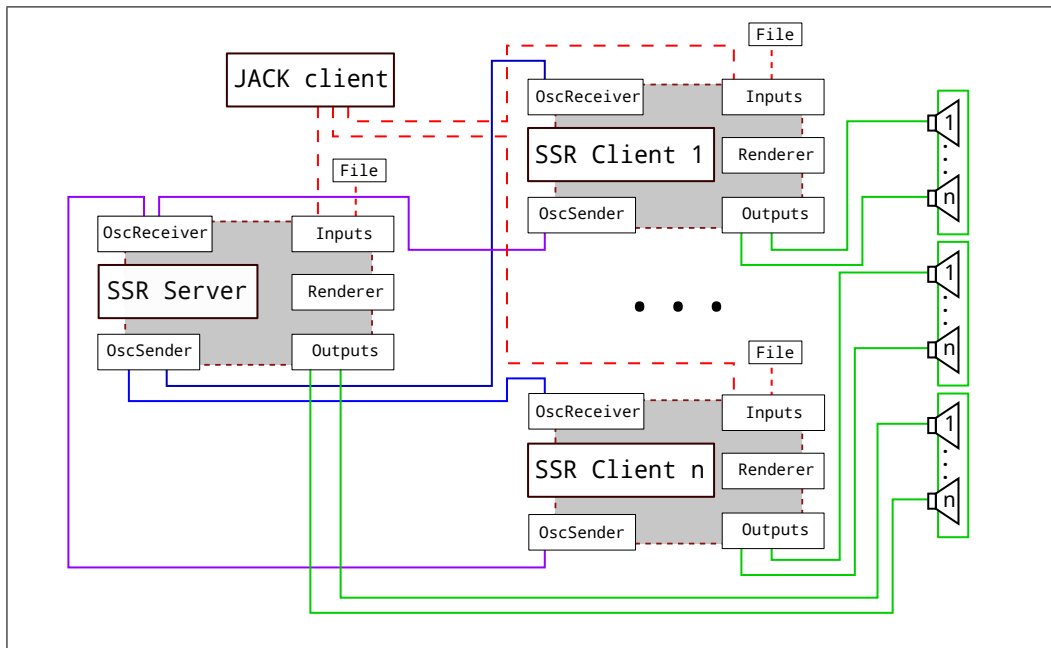 File
JACK client
OscReceiver
Inputs
SSR Client 1
Renderer
OscSender
Outputs
1
n
File
OscReceiver
Inputs
SSR Server
Renderer
OscSender
Outputs
1
n
File
OscReceiver
Inputs
SSR Client n
Renderer
OscSender
Outputs
1
n